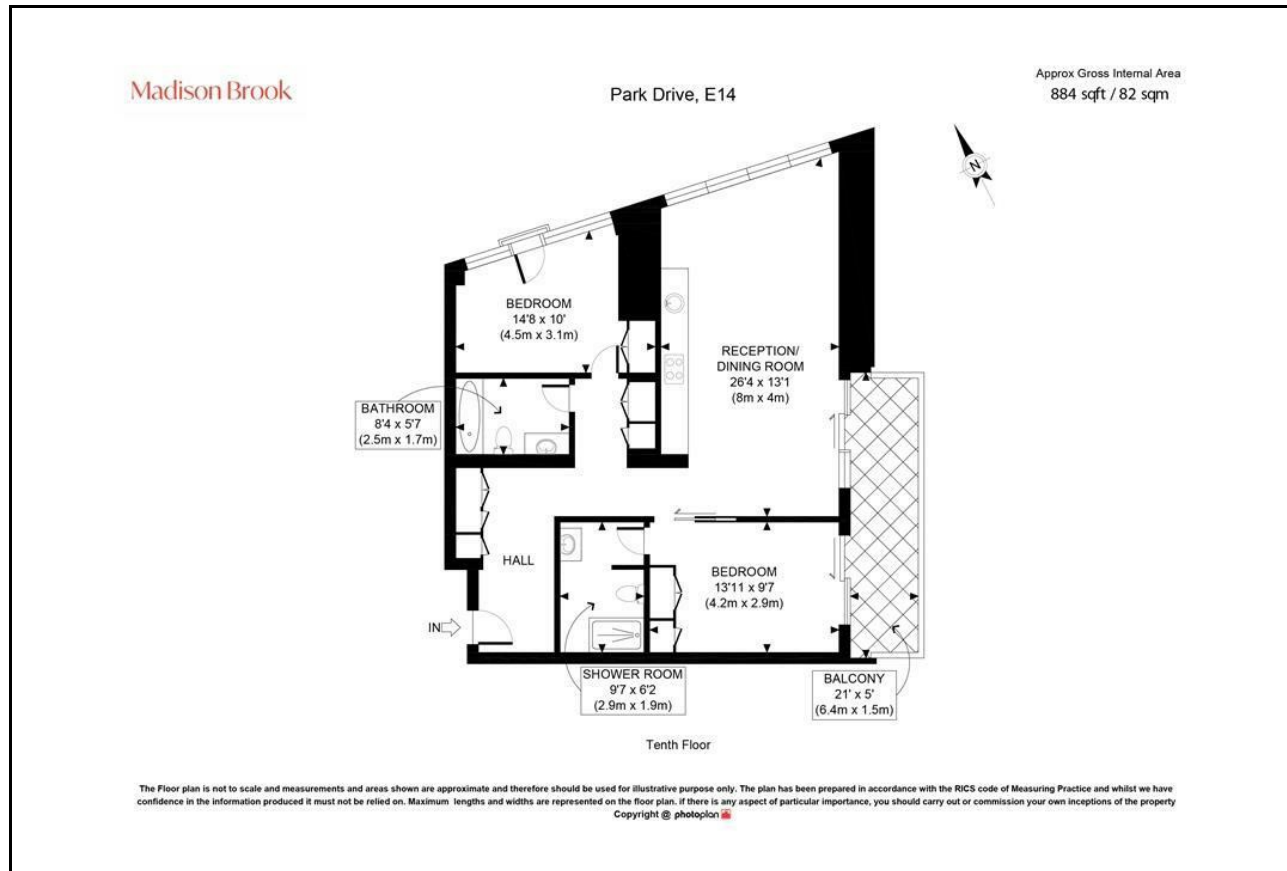 Madison Brook
Park Drive, E14
Approx Gross Internal Area
884 sqft / 82 sqm
N
BEDROOM
14'8 x 10'
(4.5m x 3.1m)
RECEPTION/
DINING ROOM
26'4 x 13'1
(8m x 4m)
BATHROOM
8'4 x 5'7
(2.5m x 1.7m)
HALL
BEDROOM
13'11 x 9'7
(4.2m x 2.9m)
IN
SHOWER ROOM
9'7 x 6'2
(2.9m x 1.9m)
BALCONY
21' x 5'
(6.4m x 1.5m)
Tenth Floor
The Floor plan is not to scale and measurements and areas shown are approximate and therefore should be used for illustrative purpose only. The plan has been prepared in accordance with the RICS code of Measuring Practice and whilst we have
confidence in the information produced it must not be relied on. Maximum lengths and widths are represented on the floor plan. if there is any aspect of particular importance, you should carry out or commission your own inceptions of the property
Copyright @ photoplan